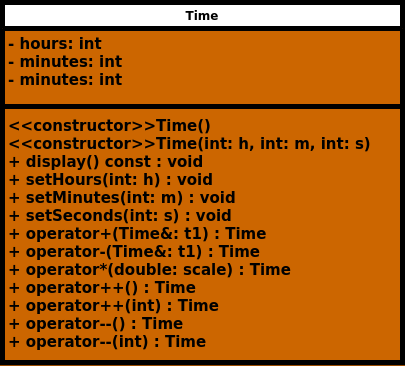 Time
- hours: int
- minutes: int
- minutes: int
<<constructor>>Time()
<<constructor>>Time(int: h, int: m, int: s)
+ display() const : void
+ setHours(int: h) : void
+ setMinutes(int: m) : void
+ setSeconds(int: s) : void
+ operator+(Time&: t1) : Time
+ operator-(Time&: t1) : Time
+ operator*(double: scale) : Time
+ operator++() : Time
+ operator++(int) : Time
+ operator--() : Time
+ operator--(int) : Time